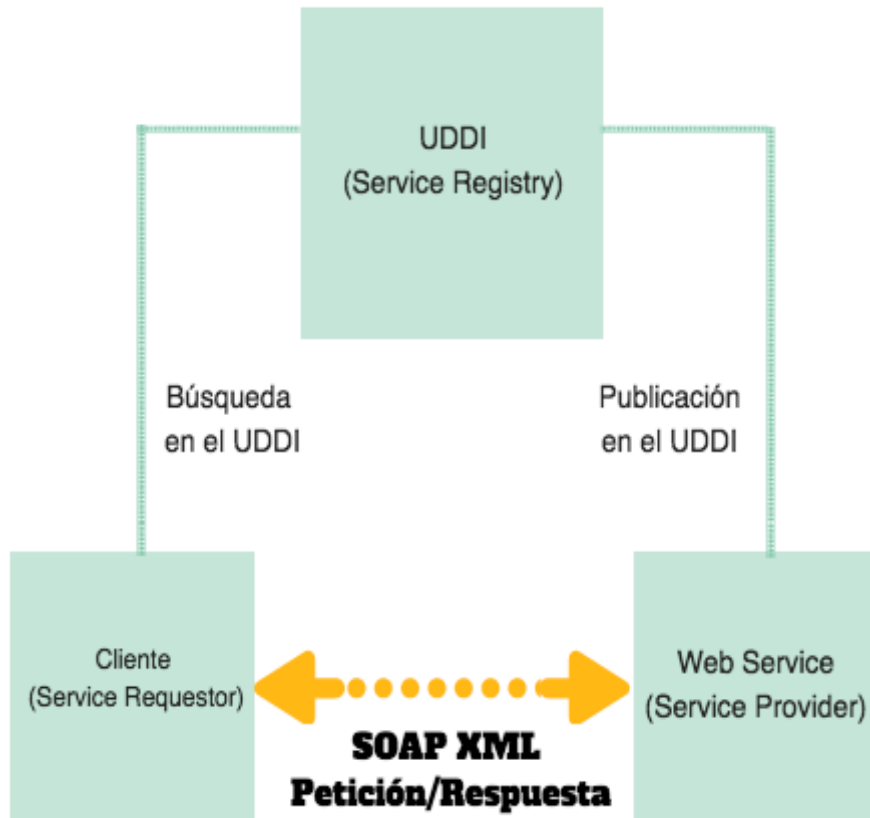 UDDI
(Service Registry)
Búsqueda
en el UDDI
Publicación
en el UDDI
Cliente
(Service Requestor)
Web Service
(Service Provider)
SOAP XML
Petición/Respuesta